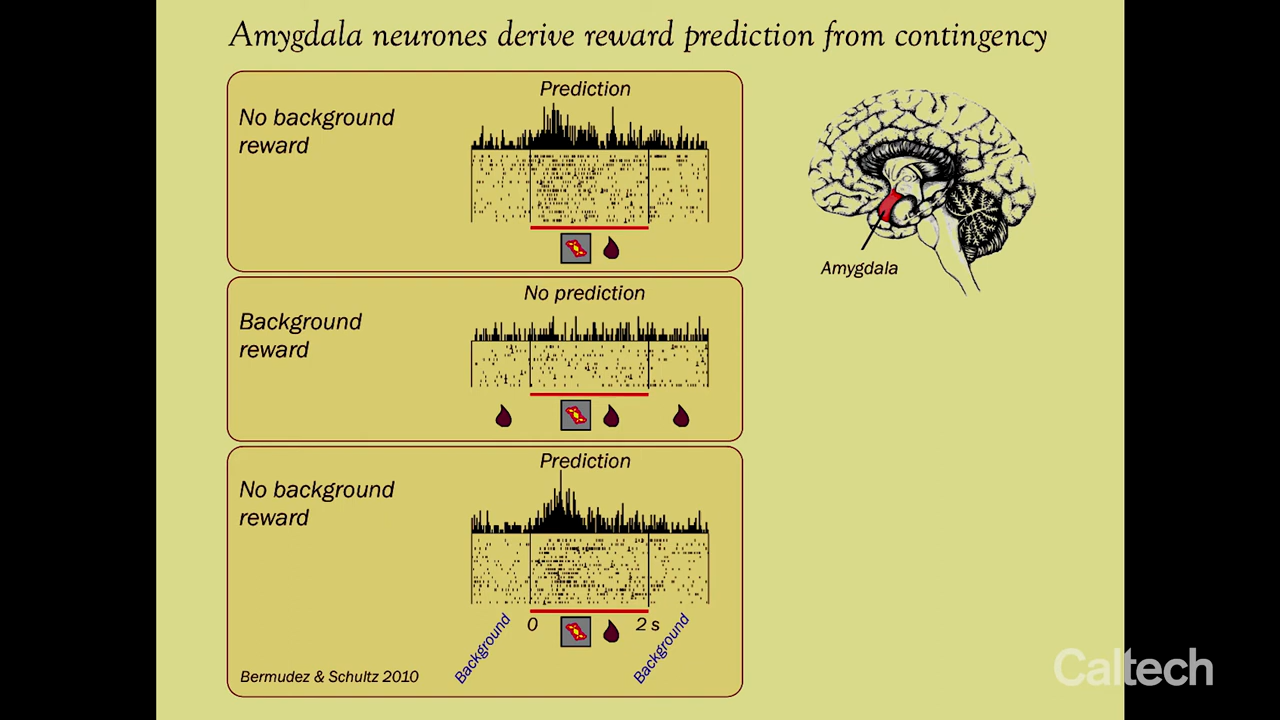 Amygdala neurones derive reward prediction from contingency
No background
reward
Prediction
Amygdala
Background
reward
No prediction
No background
reward
Prediction
0
2 s
Background
Background
Bermudez & Schultz 2010
Caltech